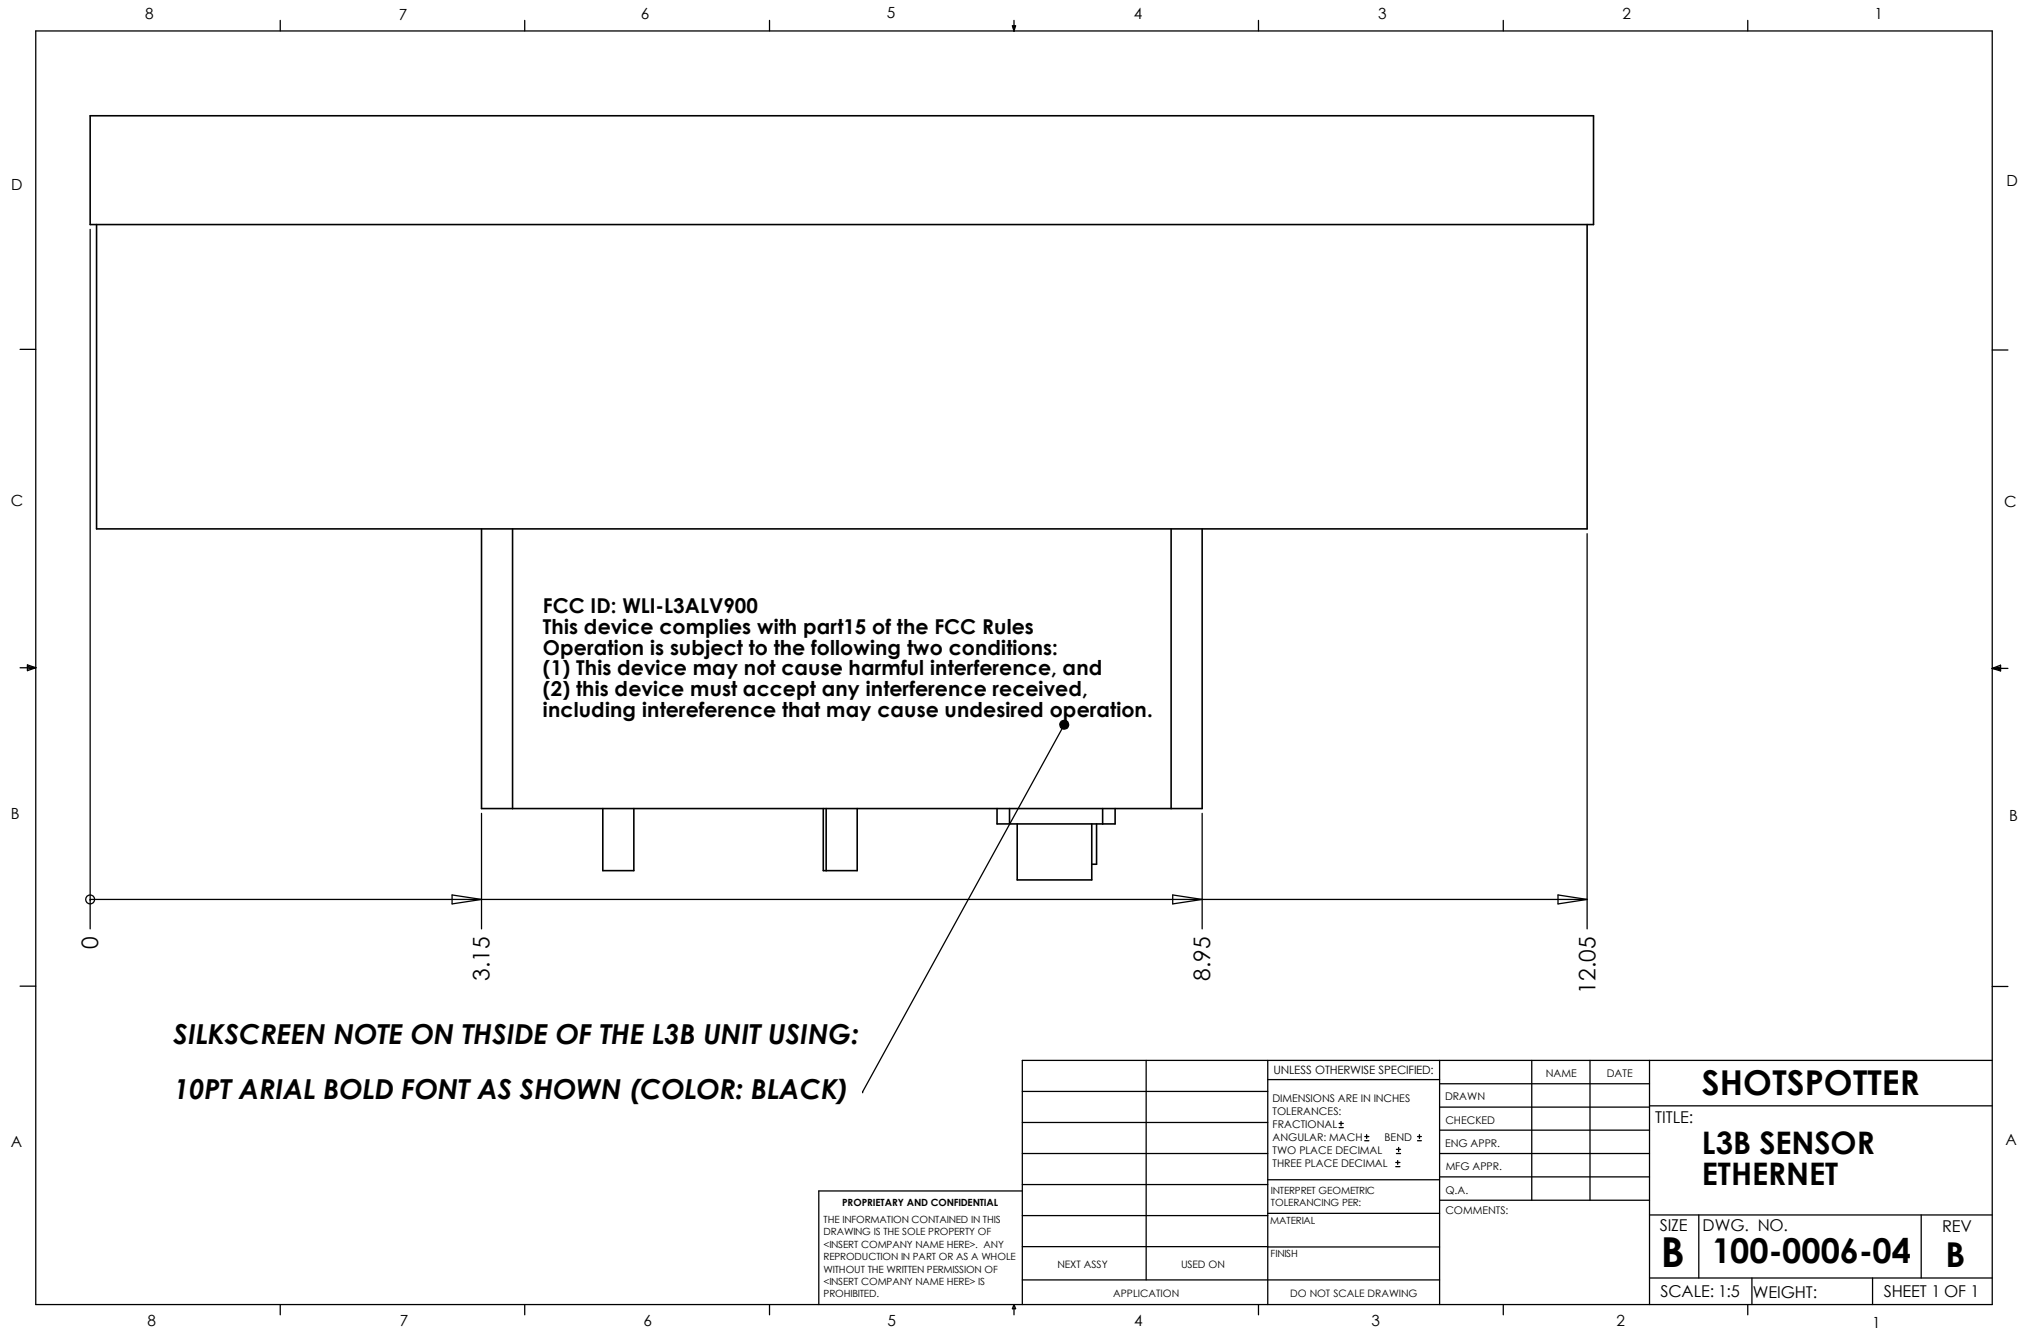 8 7 6 5 4 3 2 1
D D
C C
B B
A A
FCC ID: WLI-L3ALV900
This device complies with part15 of the FCC Rules
Operation is subject to the following two conditions:
(1) This device may not cause harmful interference, and
(2) this device must accept any interference received,
including intereference that may cause undesired operation.
0 3.15 8.95 12.05
SILKSCREEN NOTE ON THSIDE OF THE L3B UNIT USING:
10PT ARIAL BOLD FONT AS SHOWN (COLOR: BLACK)
PROPRIETARY AND CONFIDENTIAL
THE INFORMATION CONTAINED IN THIS
DRAWING IS THE SOLE PROPERTY OF
<INSERT COMPANY NAME HERE>. ANY
REPRODUCTION IN PART OR AS A WHOLE
WITHOUT THE WRITTEN PERMISSION OF
<INSERT COMPANY NAME HERE> IS
PROHIBITED.
NEXT ASSY USED ON
APPLICATION
UNLESS OTHERWISE SPECIFIED:
DIMENSIONS ARE IN INCHES
TOLERANCES:
FRACTIONAL±
ANGULAR: MACH± BEND ±
TWO PLACE DECIMAL ±
THREE PLACE DECIMAL ±
INTERPRET GEOMETRIC
TOLERANCING PER:
MATERIAL
FINISH
DO NOT SCALE DRAWING
NAME DATE
DRAWN
CHECKED
ENG APPR.
MFG APPR.
Q.A.
COMMENTS:
SHOTSPOTTER
TITLE:
L3B SENSOR
ETHERNET
SIZE DWG. NO. REV
B 100-0006-04 B
SCALE: 1:5 WEIGHT: SHEET 1 OF 1
8 7 6 5 4 3 2 1